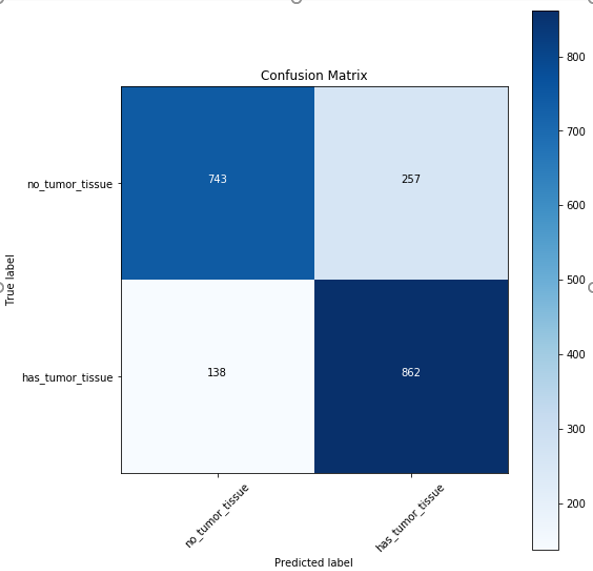 Confusion Matrix
True label
no_tumor_tissue
743
257
has_tumor_tissue
138
862
no_tumor_tissue
has_tumor_tissue
Predicted label
800
700
600
500
400
300
200